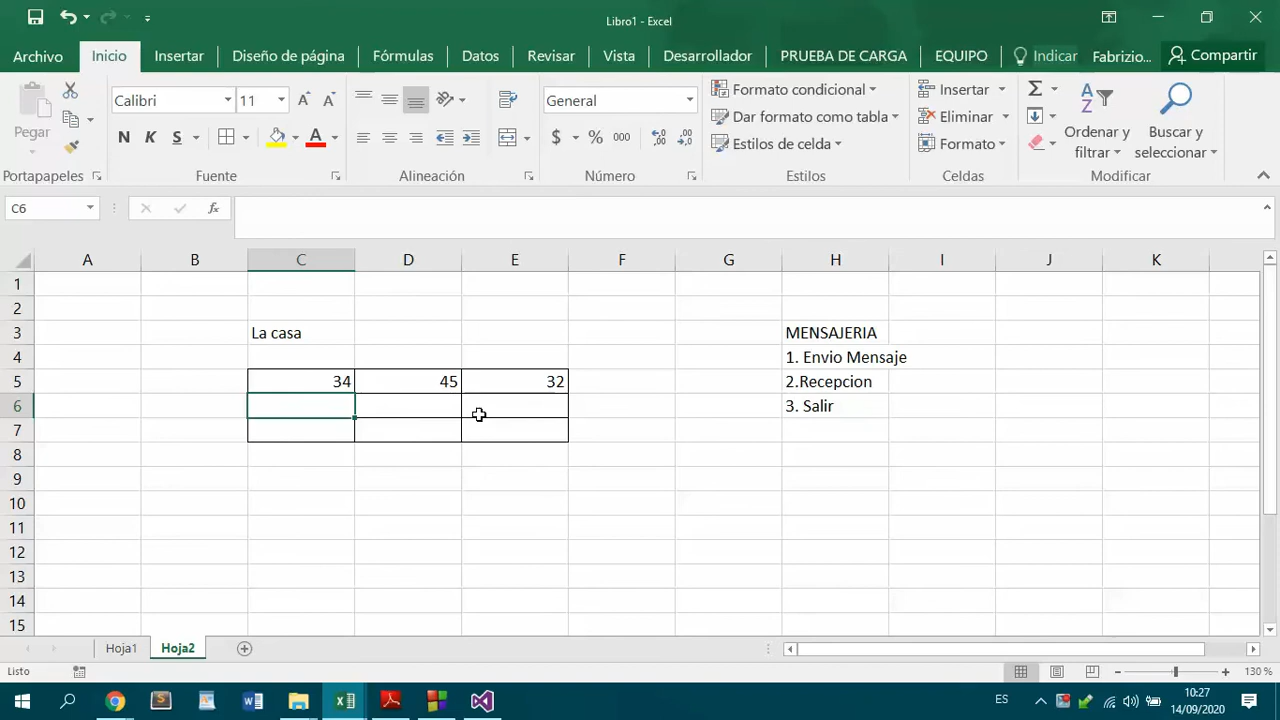 Libro1 - Excel
Archivo Inicio Insertar Diseño de página Fórmulas Datos Revisar Vista Desarrollador PRUEBA DE CARGA EQUIPO Indicar Fabrizio... Compartir
Pegar
Calibri 11
N K S A
General
$ % 000
Formato condicional
Dar formato como tabla
Estilos de celda
Insertar
Eliminar
Formato
Ordenar y filtrar
Buscar y seleccionar
Portapapeles Fuente Alineación Número Estilos Celdas Modificar
C6 fx
A B C D E F G H I J K
1
2
3 La casa MENSAJERIA
4 1. Envio Mensaje
5 34 45 32 2.Recepcion
6 3. Salir
7
8
9
10
11
12
13
14
15
Hoja1 Hoja2
Listo 130 %
ES 10:27
14/09/2020